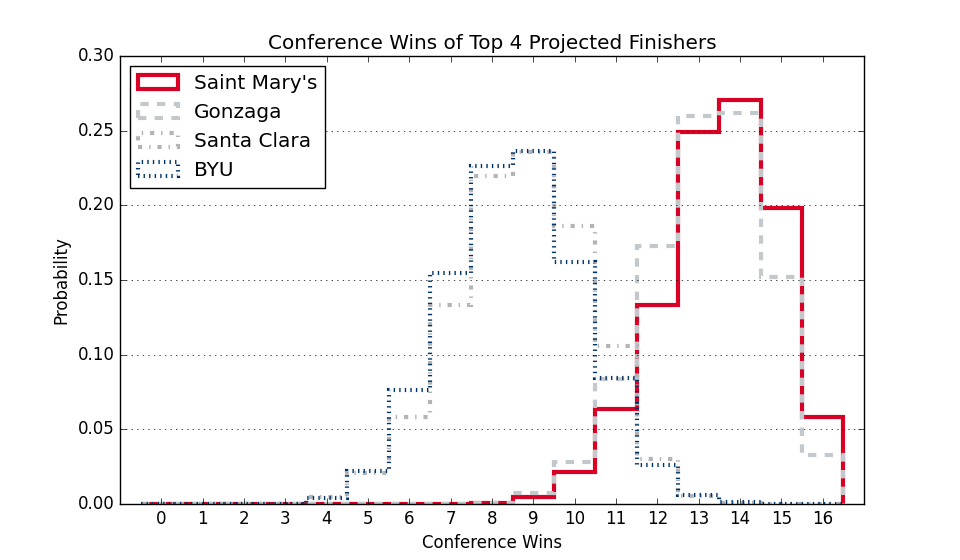 Conference Wins of Top 4 Projected Finishers
0.30
0.25
0.20
0.15
0.10
0.05
0.00
Probability
Saint Mary's
Gonzaga
Santa Clara
BYU
0 1 2 3 4 5 6 7 8 9 10 11 12 13 14 15 16
Conference Wins